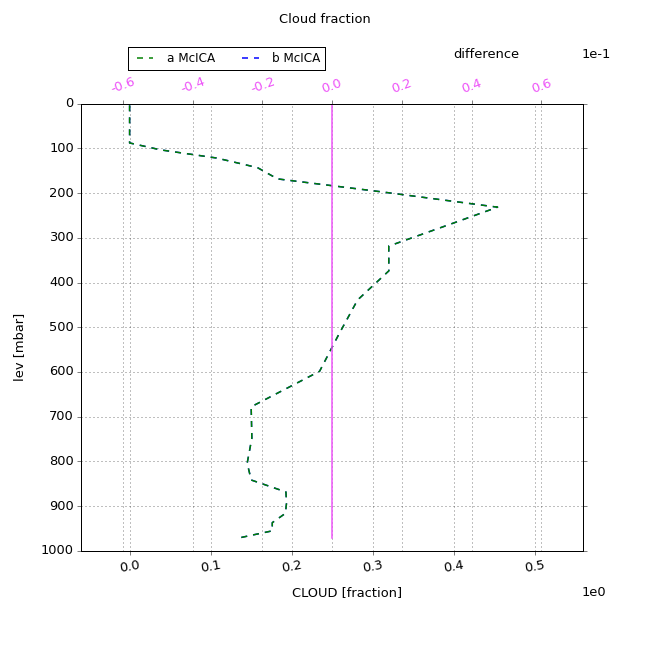 Cloud fraction
a McICA b McICA
difference 1e-1
-0.6 -0.4 -0.2 0.0 0.2 0.4 0.6
0
100
200
300
400
500
600
700
800
900
1000
lev [mbar]
0.0 0.1 0.2 0.3 0.4 0.5
CLOUD [fraction] 1e0